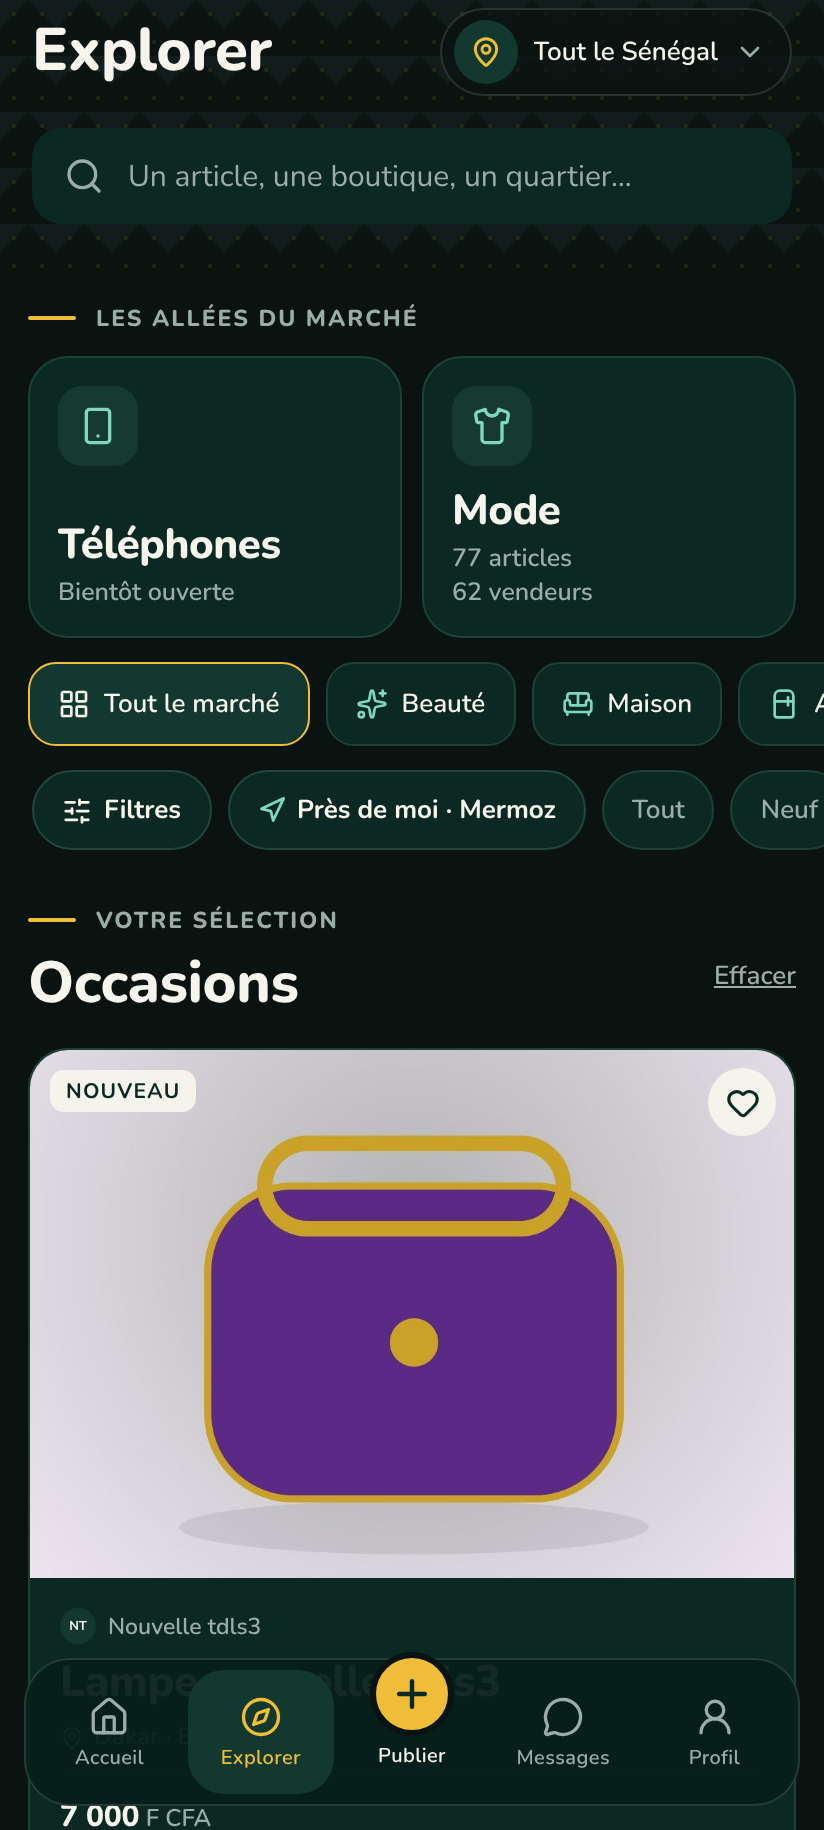 Explorer
Tout le Sénégal
Un article, une boutique, un quartier...
LES ALLÉES DU MARCHÉ
Téléphones
Bientôt ouverte
Mode
77 articles
62 vendeurs
Tout le marché
Beauté
Maison
Filtres
Près de moi · Mermoz
Tout
Neuf
VOTRE SÉLECTION
Occasions
Effacer
NOUVEAU
NT
Nouvelle tdls3
Dakar ·
Accueil
Explorer
Publier
Messages
Profil
7 000 F CFA